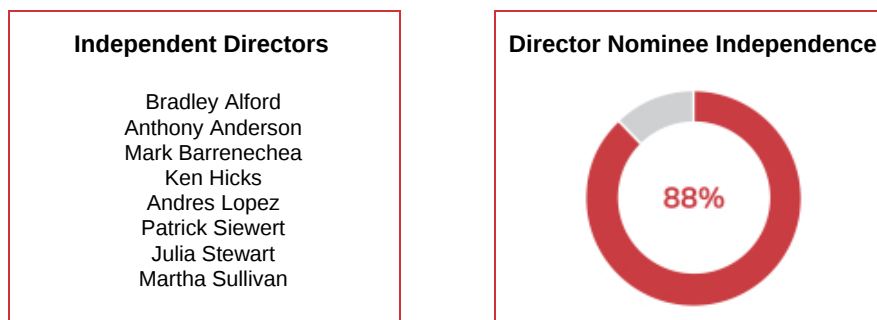 Independent Directors
Bradley Alford
Anthony Anderson
Mark Barrenechea
Ken Hicks
Andres Lopez
Patrick Siewert
Julia Stewart
Martha Sullivan
Director Nominee Independence
88%